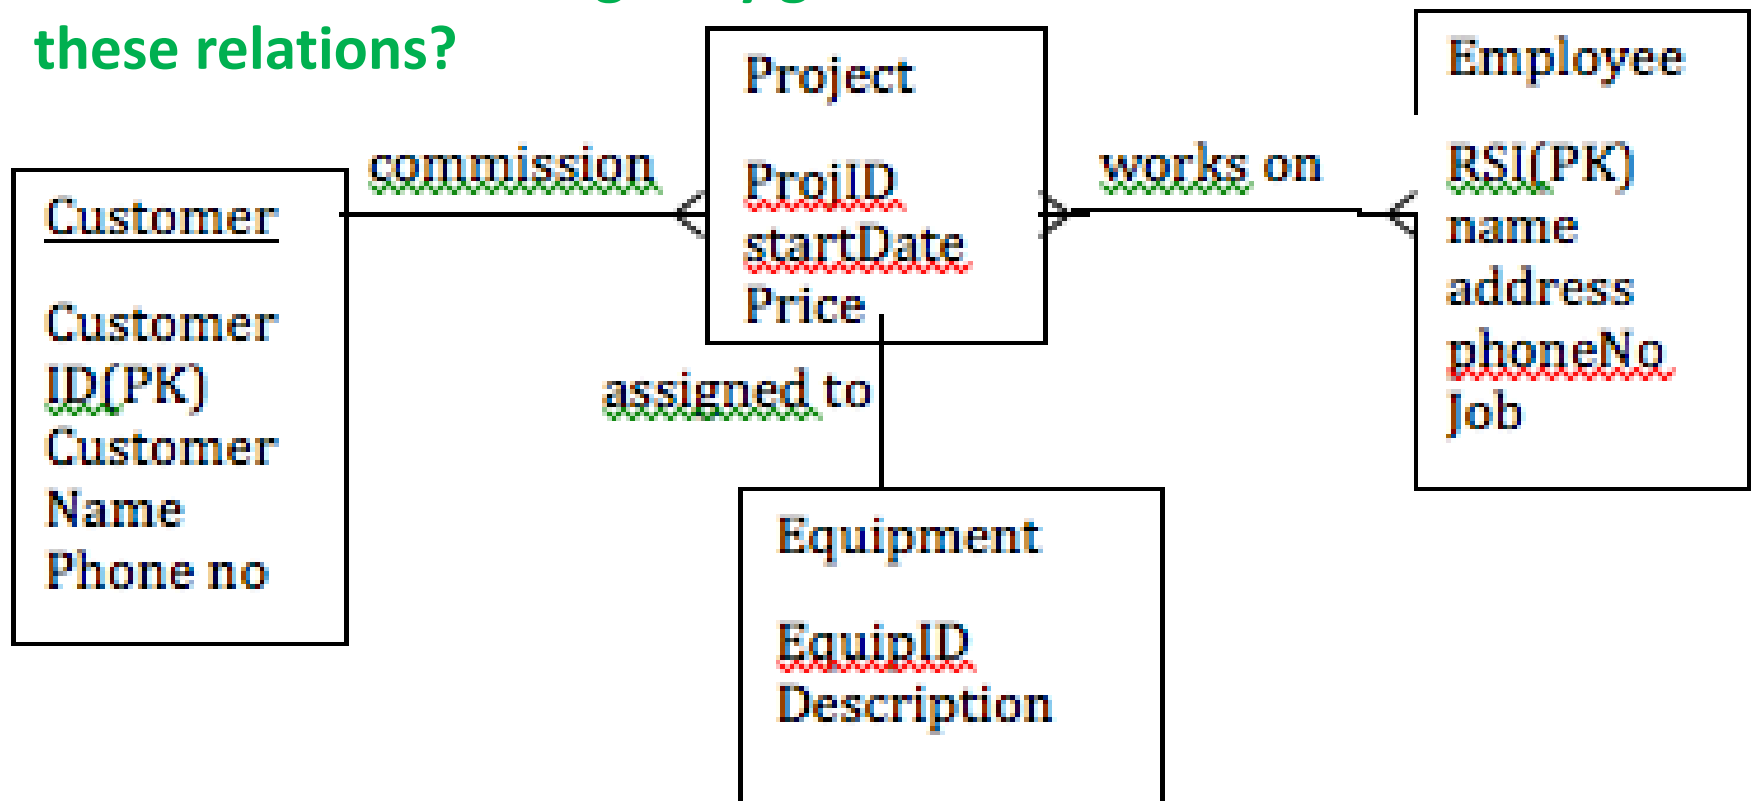 these relations?
Project
ProjID
startDate
Price
Employee
RSI(PK)
name
address
phoneNo
Job
commission
works on
Customer
Customer
ID(PK)
Customer
Name
Phone no
assigned to
Equipment
EquipID
Description